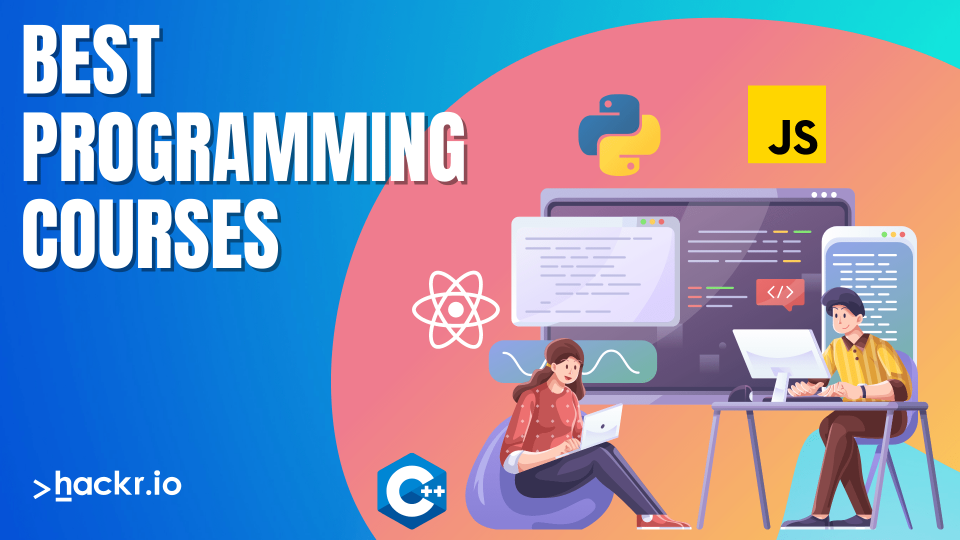 BEST
PROGRAMMING
COURSES
JS
</>
C++
>hackr.io